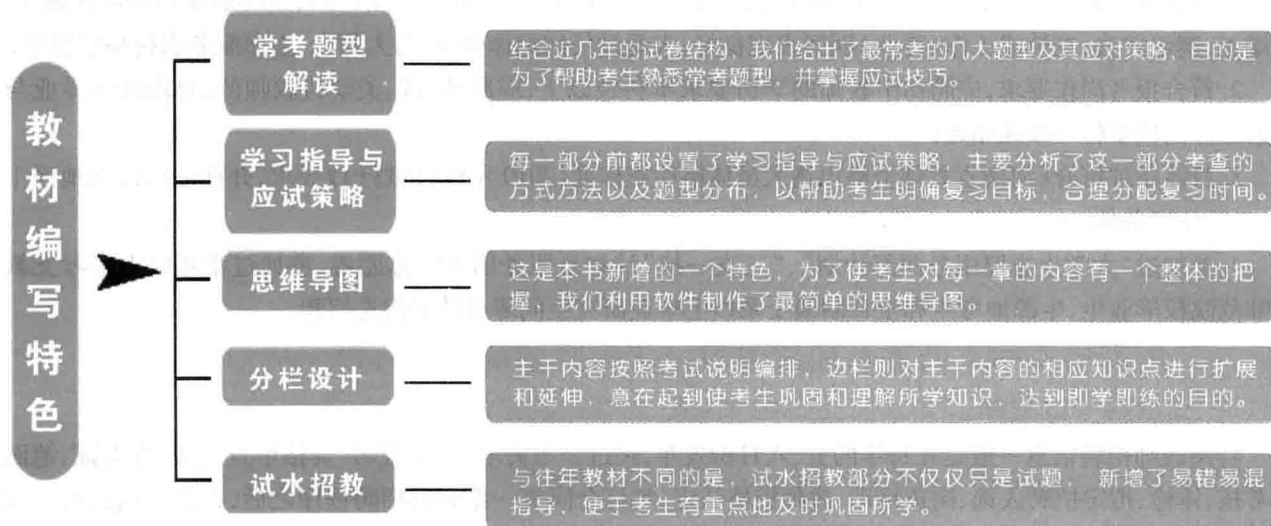 教材编写特色
常考题型
解读
结合近几年的试卷结构，我们给出了最常考的几大题型及其应对策略，目的是
为了帮助考生熟悉常考题型，并掌握应试技巧。
学习指导与
应试策略
每一部分前都设置了学习指导与应试策略，主要分析了这一部分考查的
方式方法以及题型分布，以帮助考生明确复习目标，合理分配复习时间。
思维导图
这是本书新增的一个特色，为了使考生对每一章的内容有一个整体的把
握，我们利用软件制作了最简单的思维导图。
分栏设计
主干内容按照考试说明编排，边栏则对主干内容的相应知识点进行扩展
和延伸，意在起到使考生巩固和理解所学知识，达到即学即练的目的。
试水招教
与往年教材不同的是，试水招教部分不仅仅只是试题，新增了易错易混
指导，便于考生有重点地及时巩固所学。